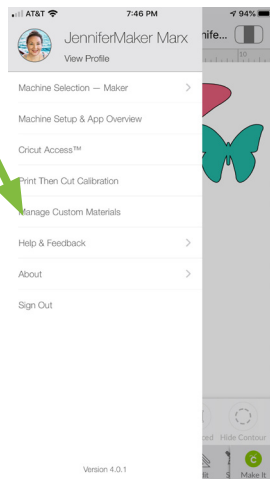 AT&T 7:46 PM 94%
JenniferMaker Marx
View Profile
nife...
10
Machine Selection — Maker
Machine Setup & App Overview
Cricut Access™
Print Then Cut Calibration
Manage Custom Materials
Help & Feedback
About
Sign Out
Hide Contour
Version 4.0.1
Make It